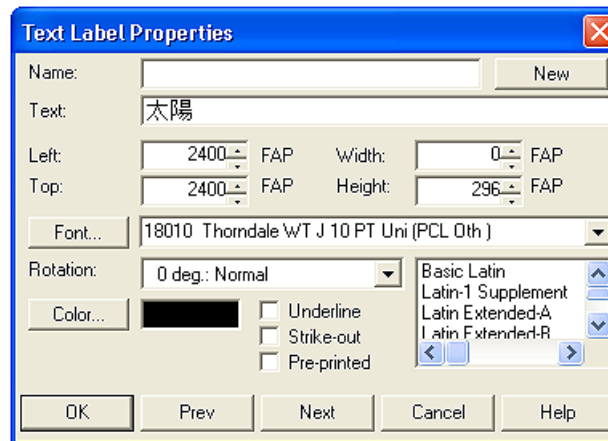 Text Label Properties
Name: New
Text: 太陽
Left: 2400 FAP Width: 0 FAP
Top: 2400 FAP Height: 296 FAP
Font... 18010 Thorndale WT J 10 PT Uni (PCL Oth )
Rotation: 0 deg.: Normal
Basic Latin
Latin-1 Supplement
Latin Extended-A
Latin Extended-B
Color... Underline
Strike-out
Pre-printed
OK Prev Next Cancel Help